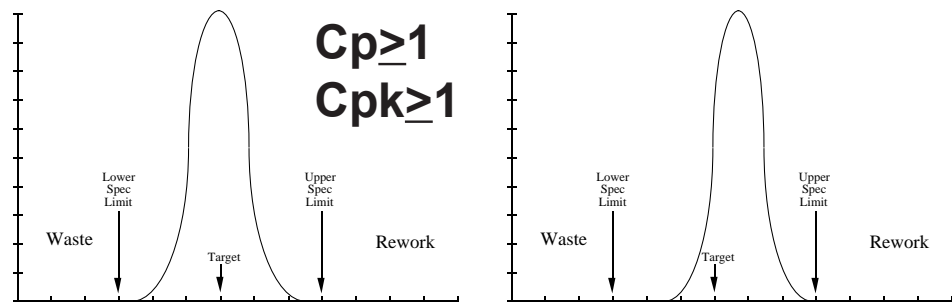 Cp≥1
Cpk≥1
Lower
Spec
Limit
Upper
Spec
Limit
Waste
Target
Rework
Lower
Spec
Limit
Upper
Spec
Limit
Waste
Target
Rework